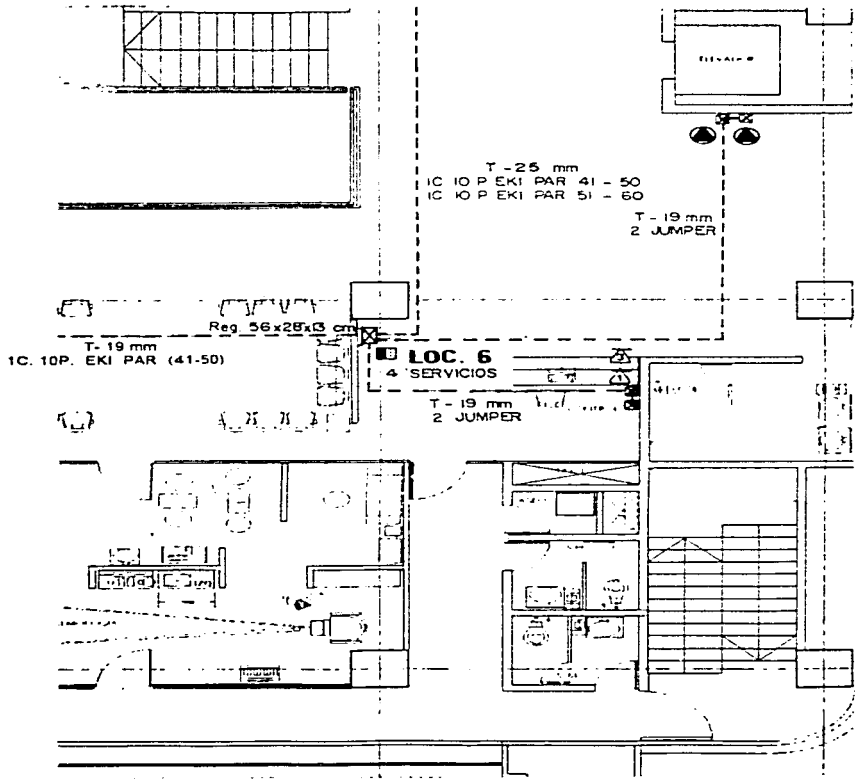 T - 25 mm
1C 10 P EKI PAR 41 - 50
1C 10 P EKI PAR 51 - 60
T - 19 mm
2 JUMPER
Reg. 56x28x13 cm
T- 19 mm
1C. 10P. EKI PAR (41-50)
LOC. 6
4 SERVICIOS
T - 19 mm
2 JUMPER